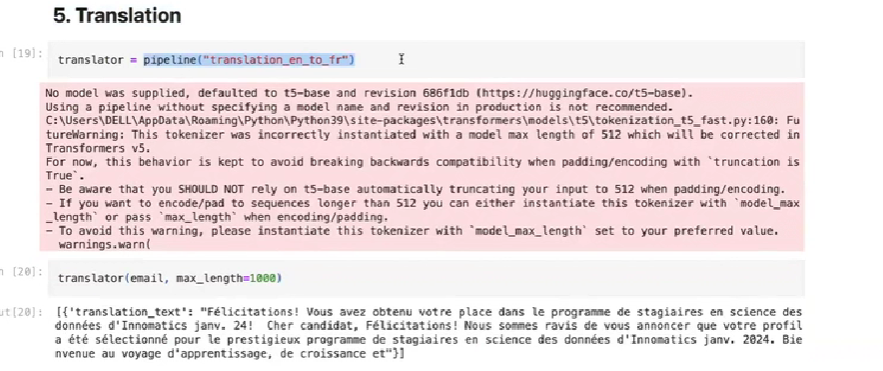 5. Translation
n [19]:
translator = pipeline("translation_en_to_fr")
No model was supplied, defaulted to t5-base and revision 686f1db (https://huggingface.co/t5-base).
Using a pipeline without specifying a model name and revision in production is not recommended.
C:\Users\DELL\AppData\Roaming\Python\Python39\site-packages\transformers\models\t5\tokenization_t5_fast.py:160: Fu
tureWarning: This tokenizer was incorrectly instantiated with a model max length of 512 which will be corrected in
Transformers v5.
For now, this behavior is kept to avoid breaking backwards compatibility when padding/encoding with `truncation is
True`.
- Be aware that you SHOULD NOT rely on t5-base automatically truncating your input to 512 when padding/encoding.
- If you want to encode/pad to sequences longer than 512 you can either instantiate this tokenizer with `model_max
_length` or pass `max_length` when encoding/padding.
- To avoid this warning, please instantiate this tokenizer with `model_max_length` set to your preferred value.
warnings.warn(
n [20]:
translator(email, max_length=1000)
ut[20]:
[{'translation_text': "Félicitations! Vous avez obtenu votre place dans le programme de stagiaires en science des
données d'Innomatics janv. 24!  Cher candidat, Félicitations! Nous sommes ravis de vous annoncer que votre profil
a été sélectionné pour le prestigieux programme de stagiaires en science des données d'Innomatics janv. 2024. Bie
nvenue au voyage d'apprentissage, de croissance et"}]